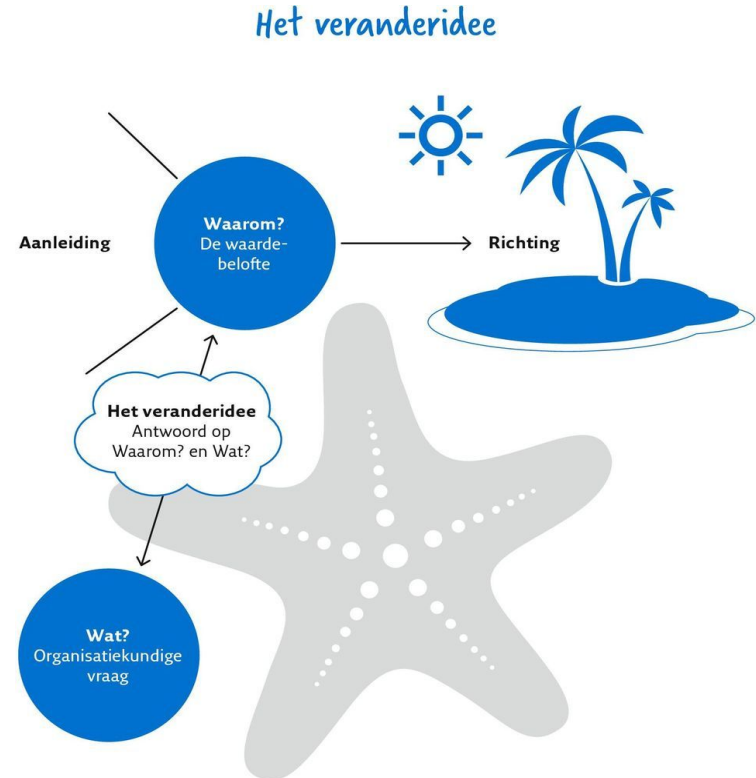 Het veranderidee
Waarom?
De waarde-
belofte
Aanleiding
Richting
Het veranderidee
Antwoord op
Waarom? en Wat?
Wat?
Organisatiekundige
vraag